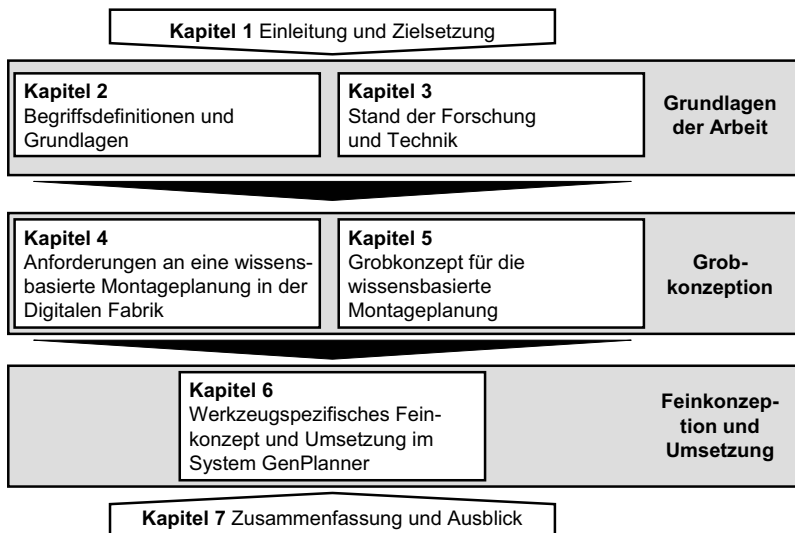 Kapitel 1 Einleitung und Zielsetzung
Kapitel 2
Begriffsdefinitionen und
Grundlagen
Kapitel 3
Stand der Forschung
und Technik
Grundlagen
der Arbeit
Kapitel 4
Anforderungen an eine wissens-
basierte Montageplanung in der
Digitalen Fabrik
Kapitel 5
Grobkonzept für die
wissensbasierte
Montageplanung
Grob-
konzeption
Kapitel 6
Werkzeugspezifisches Fein-
konzept und Umsetzung im
System GenPlanner
Feinkonzep-
tion und
Umsetzung
Kapitel 7 Zusammenfassung und Ausblick